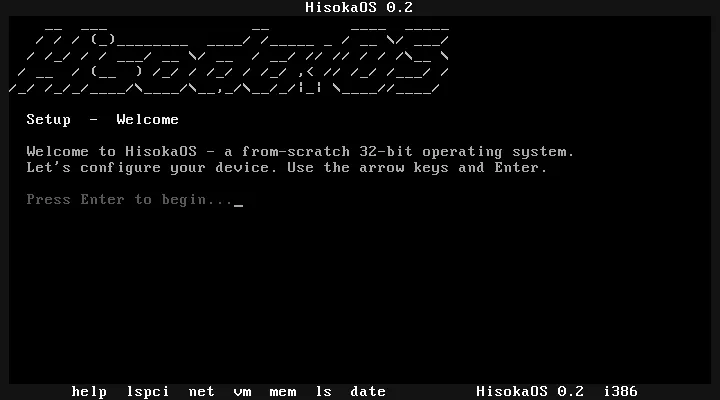 HisokaOS 0.2
HisokaOS
Setup - Welcome
Welcome to HisokaOS - a from-scratch 32-bit operating system.
Let's configure your device. Use the arrow keys and Enter.
Press Enter to begin..._
help lspci net vm mem ls date HisokaOS 0.2 i386